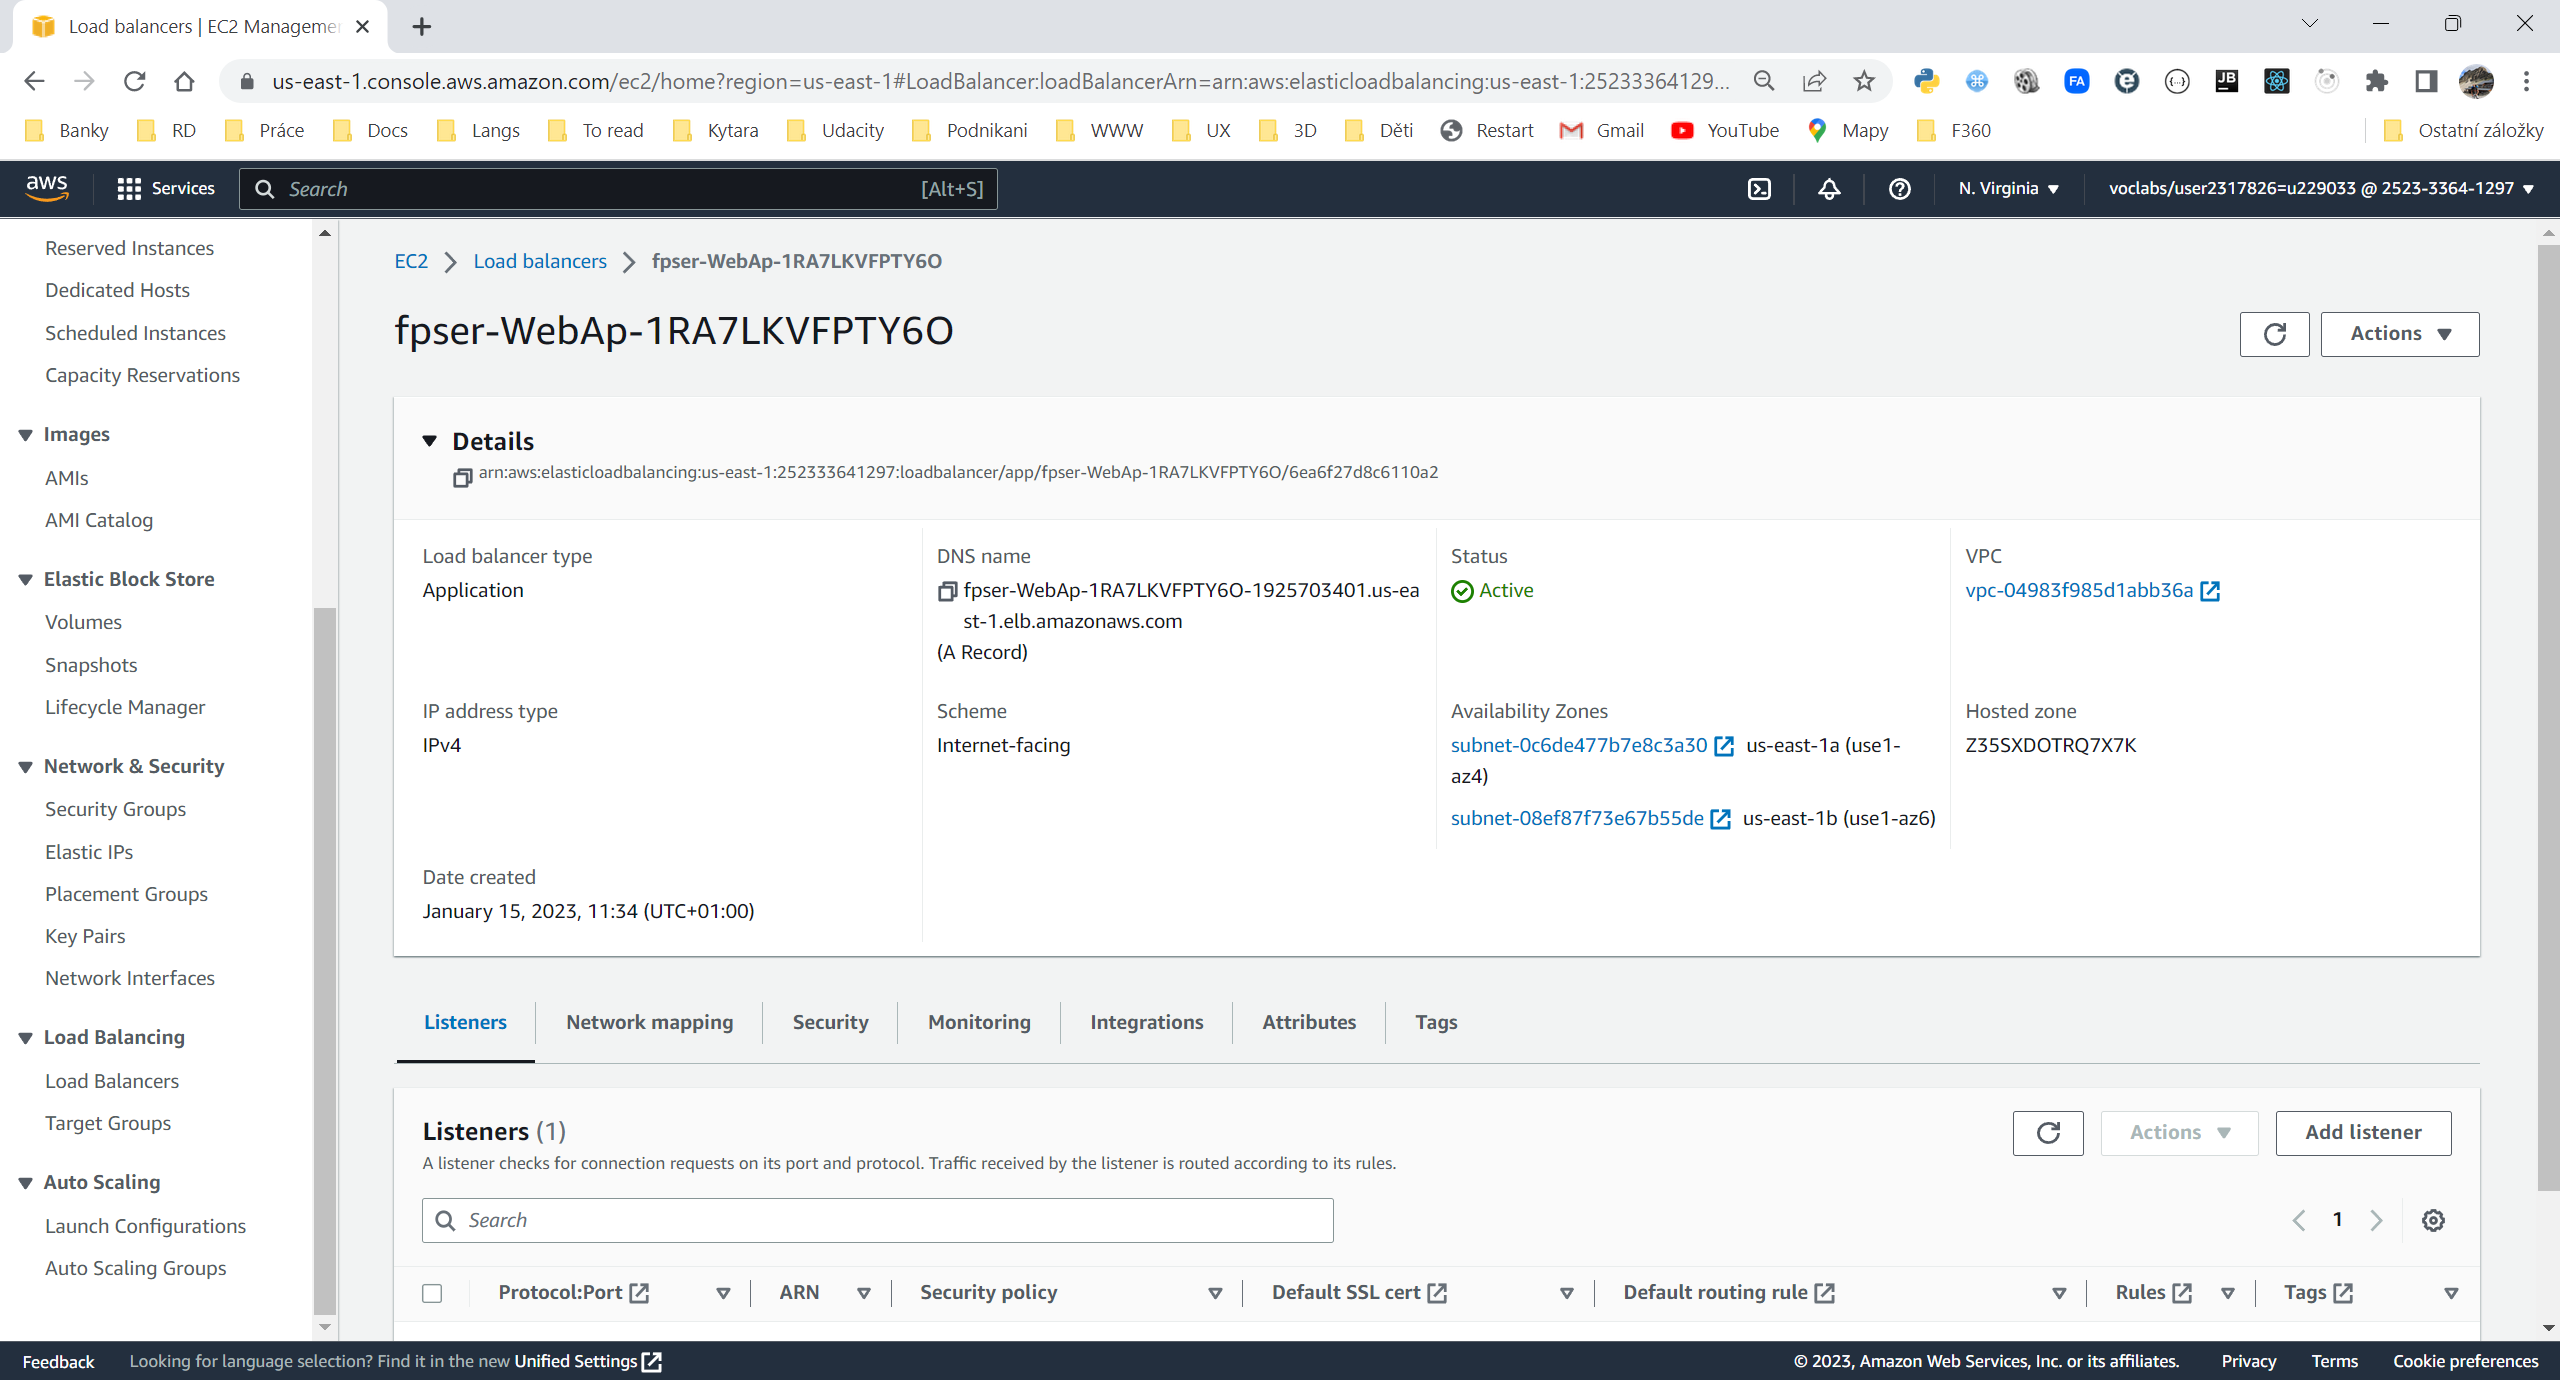 Load balancers | EC2 Manageme
us-east-1.console.aws.amazon.com/ec2/home?region=us-east-1#LoadBalancer:loadBalancerArn=arn:aws:elasticloadbalancing:us-east-1:25233364129...
FA
JB
Banky RD Práce Docs Langs To read Kytara Udacity Podnikani WWW UX 3D Děti Restart Gmail YouTube Mapy F360 Ostatní záložky
aws Services Search [Alt+S] N. Virginia voclabs/user2317826=u229033 @ 2523-3364-1297
Reserved Instances
Dedicated Hosts
Scheduled Instances
Capacity Reservations
Images
AMIs
AMI Catalog
Elastic Block Store
Volumes
Snapshots
Lifecycle Manager
Network & Security
Security Groups
Elastic IPs
Placement Groups
Key Pairs
Network Interfaces
Load Balancing
Load Balancers
Target Groups
Auto Scaling
Launch Configurations
Auto Scaling Groups
EC2 Load balancers fpser-WebAp-1RA7LKVFPTY6O
fpser-WebAp-1RA7LKVFPTY6O
Actions
Details
arn:aws:elasticloadbalancing:us-east-1:252333641297:loadbalancer/app/fpser-WebAp-1RA7LKVFPTY6O/6ea6f27d8c6110a2
Load balancer type
Application
DNS name
fpser-WebAp-1RA7LKVFPTY6O-1925703401.us-ea
st-1.elb.amazonaws.com
(A Record)
Status
Active
VPC
vpc-04983f985d1abb36a
IP address type
IPv4
Scheme
Internet-facing
Availability Zones
subnet-0c6de477b7e8c3a30 us-east-1a (use1-
az4)
subnet-08ef87f73e67b55de us-east-1b (use1-az6)
Hosted zone
Z35SXDOTRQ7X7K
Date created
January 15, 2023, 11:34 (UTC+01:00)
Listeners Network mapping Security Monitoring Integrations Attributes Tags
Listeners (1)
A listener checks for connection requests on its port and protocol. Traffic received by the listener is routed according to its rules.
Actions
Add listener
Search
1
Protocol:Port ARN Security policy Default SSL cert Default routing rule Rules Tags
Feedback Looking for language selection? Find it in the new Unified Settings © 2023, Amazon Web Services, Inc. or its affiliates. Privacy Terms Cookie preferences